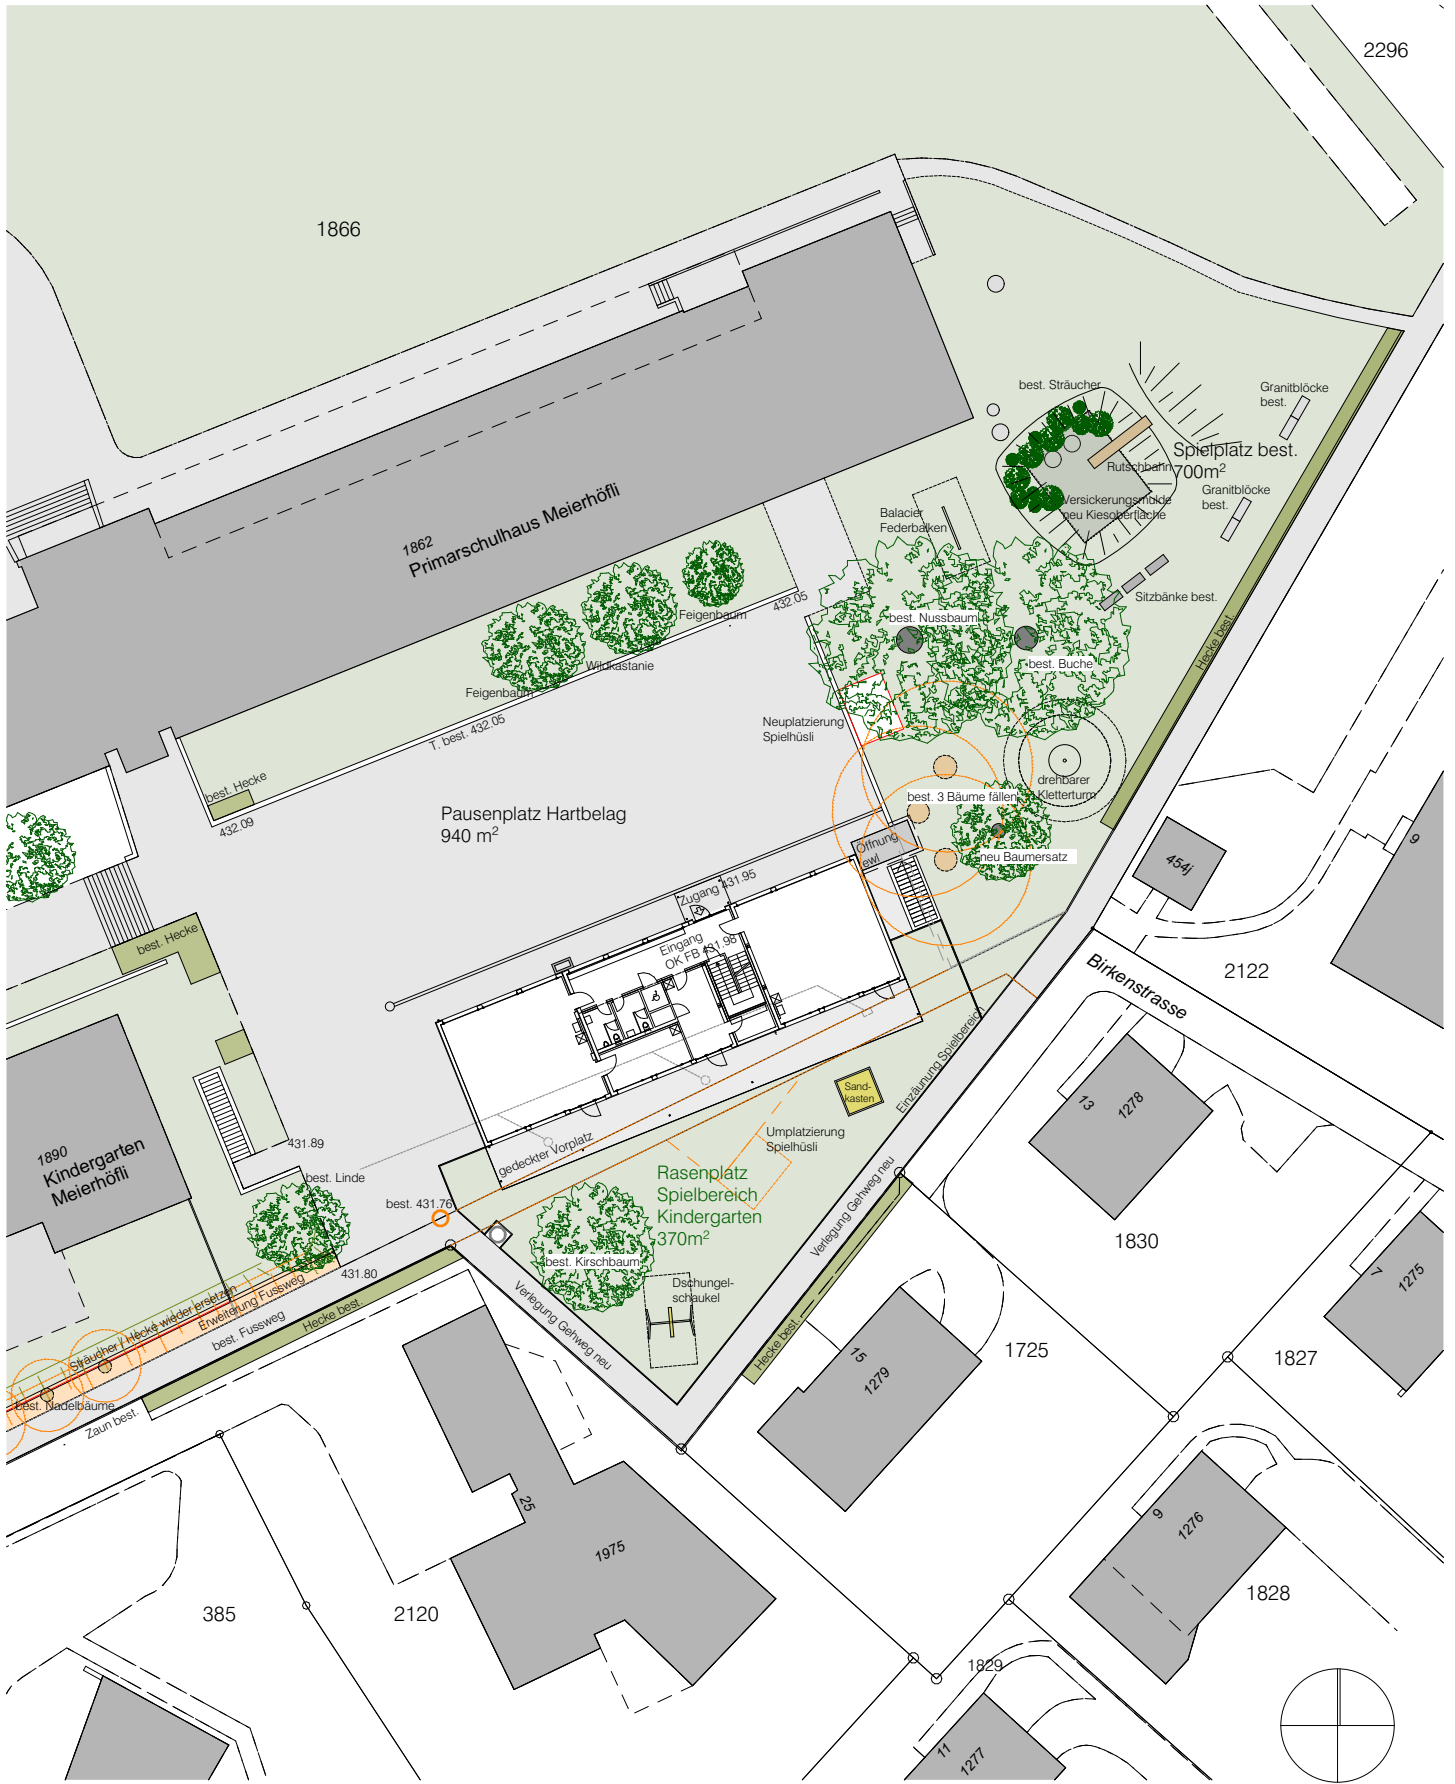 2296
1866
best. Sträucher
Granitblöcke
best.
Spielplatz best.
700m²
Rutschbahn
Granitblöcke
best.
Versickerungsmulde
neu Kiesoberfläche
Balacier
Federbalken
1862
Primarschulhaus Meierhöfli
Sitzbänke best.
432.05
Feigenbaum
best. Nussbaum
Hecke best.
Wildkastanie
best. Buche
Feigenbaum
T. best. 432.05
Neuplatzierung
Spielhüsli
best. Hecke
drehbarer
Kletterturm
best. 3 Bäume fällen
Pausenplatz Hartbelag
940 m²
432.09
Öffnung
ewl
neu Baumersatz
454j
9
Zugang 431.95
best. Hecke
Eingang
OK FB 431.98
Birkenstrasse
2122
Einzäunung Spielbereich
Sand-
kasten
13
1278
Umplatzierung
Spielhüsli
1890
Kindergarten
Meierhöfli
431.89
gedeckter Vorplatz
best. Linde
Rasenplatz
Spielbereich
Kindergarten
370m²
best. 431.76
Verlegung Gehweg neu
1830
best. Kirschbaum
431.80
7
1275
Dschungel-
schaukel
Sträucher / Hecke wieder ersetzen
Erweiterung Fussweg
best. Fussweg
Hecke best.
Verlegung Gehweg neu
Hecke best.
15
1279
1725
1827
best. Nadelbäume
Zaun best.
25
1975
9
1276
385
2120
1828
1829
11
1277